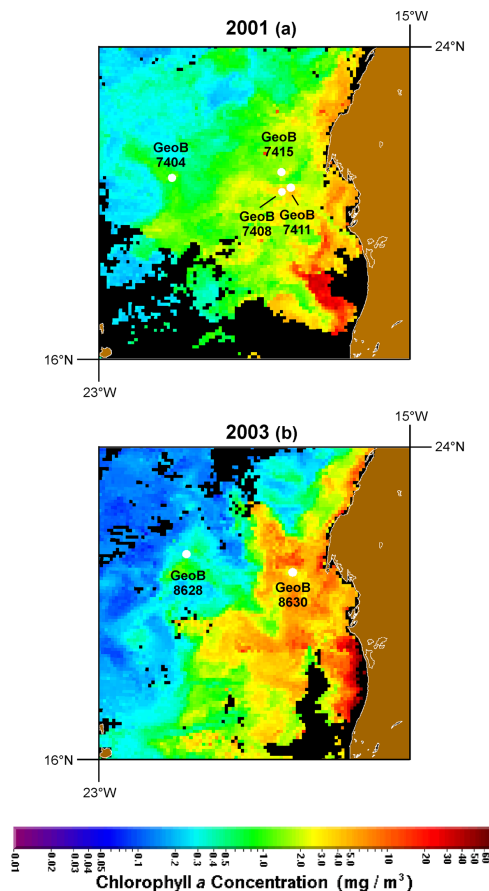 2001 (a)
15°W
24°N
GeoB
7404
GeoB
7415
GeoB
7408
GeoB
7411
16°N
23°W
2003 (b)
15°W
24°N
GeoB
8628
GeoB
8630
16°N
23°W
0.01 0.02 0.03 0.04 0.05 0.1 0.2 0.3 0.4 0.5 1.0 2.0 3.0 4.0 5.0 10 20 30 40 50 60
Chlorophyll a Concentration (mg / m³)